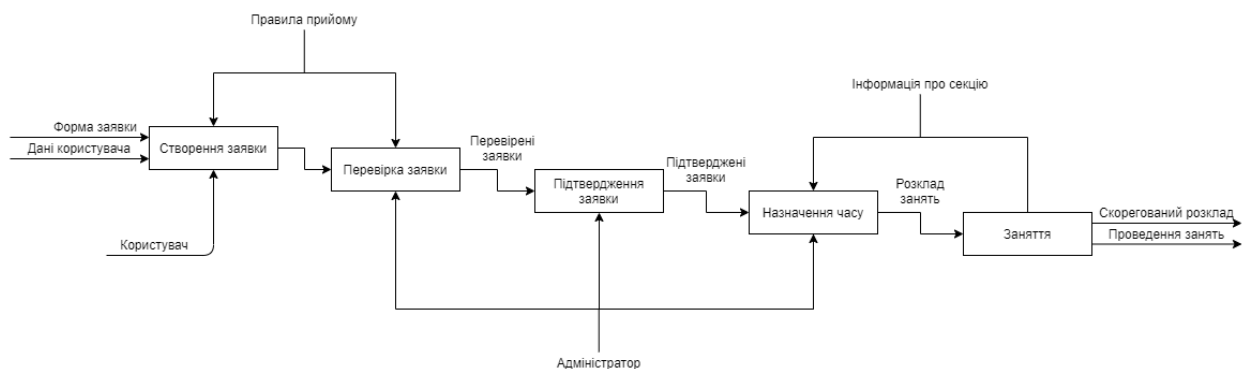 Правила прийому
Інформація про секцію
Форма заявки
Дані користувача
Створення заявки
Перевірка заявки
Перевірені
заявки
Підтвердження
заявки
Підтверджені
заявки
Назначення часу
Розклад
занять
Заняття
Скорегований розклад
Проведення занять
Користувач
Адміністратор